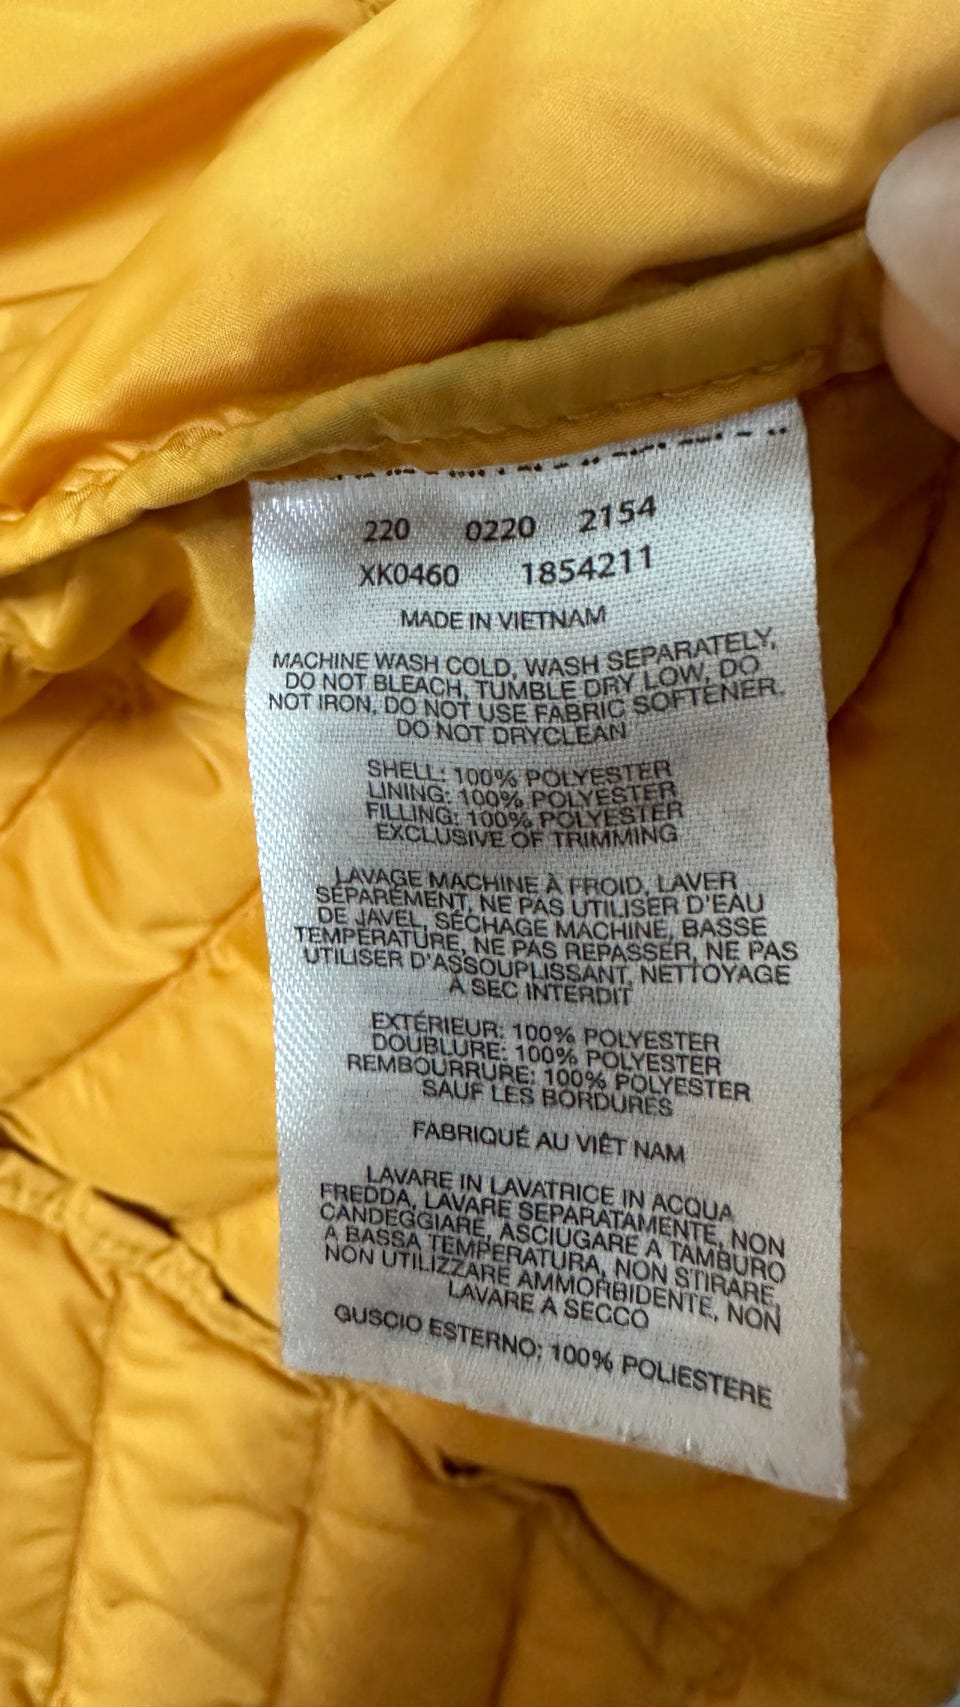 220 0220 2154
XK0460 1854211
MADE IN VIETNAM
MACHINE WASH COLD, WASH SEPARATELY,
DO NOT BLEACH, TUMBLE DRY LOW, DO
NOT IRON, DO NOT USE FABRIC SOFTENER.
DO NOT DRYCLEAN
SHELL: 100% POLYESTER
LINING: 100% POLYESTER
FILLING: 100% POLYESTER
EXCLUSIVE OF TRIMMING
LAVAGE MACHINE À FROID, LAVER
SÉPARÉMENT, NE PAS UTILISER D'EAU
DE JAVEL, SÉCHAGE MACHINE, BASSE
TEMPÉRATURE, NE PAS REPASSER, NE PAS
UTILISER D'ASSOUPLISSANT, NETTOYAGE
À SEC INTERDIT
EXTÉRIEUR: 100% POLYESTER
DOUBLURE: 100% POLYESTER
REMBOURRURE: 100% POLYESTER
SAUF LES BORDURES
FABRIQUÉ AU VIÊT NAM
LAVARE IN LAVATRICE IN ACQUA
FREDDA, LAVARE SEPARATAMENTE, NON
CANDEGGIARE, ASCIUGARE A TAMBURO
A BASSA TEMPERATURA, NON STIRARE,
NON UTILIZZARE AMMORBIDENTE, NON
LAVARE A SECCO
GUSCIO ESTERNO: 100% POLIESTERE